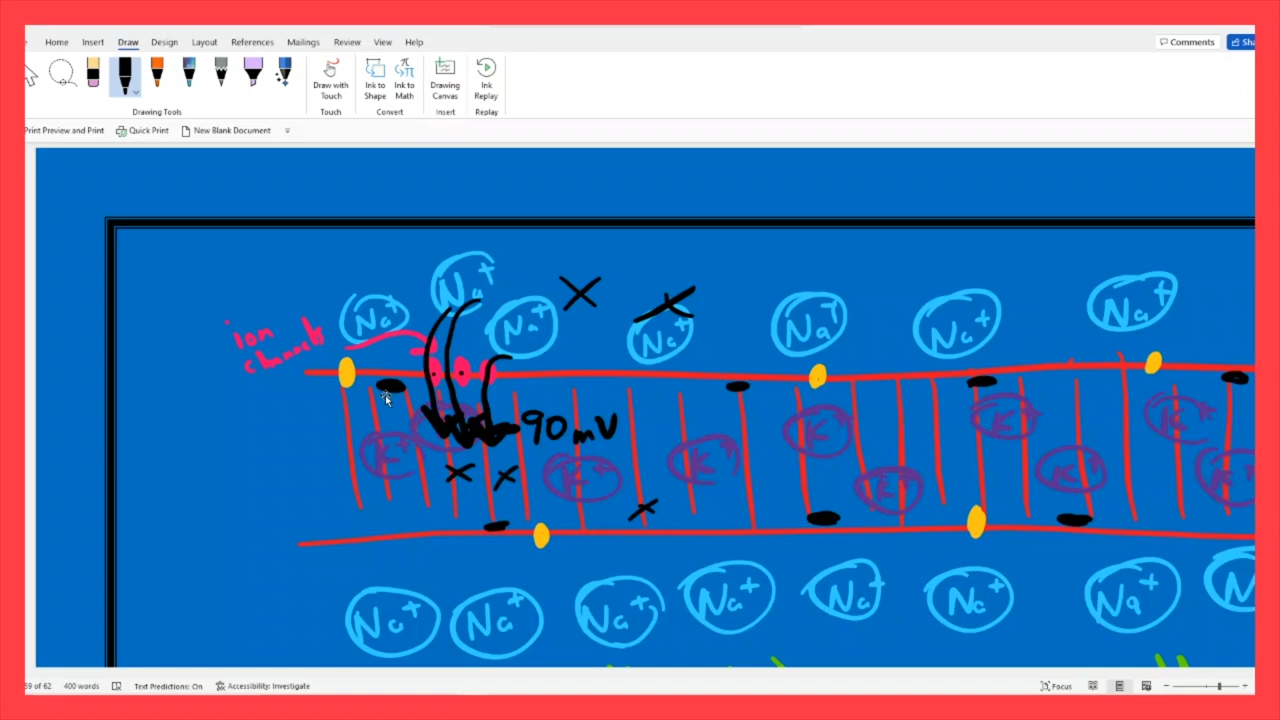 Home Insert Draw Design Layout References Mailings Review View Help
Comments
Draw with Touch
Ink to Shape
Ink to Math
Drawing Canvas
Ink Replay
Drawing Tools Touch Convert Insert Replay
Print Preview and Print Quick Print New Blank Document
Na+
Na+ Na+ Na+ Na+ Na+ Na+
ion
channels
90mV
K+ K+ K+ K+ K+ K+ K+ K+
Na+ Na+ Na+ Na+ Na+ Na+ Na+
400 words Text Predictions: On Accessibility: Investigate Focus